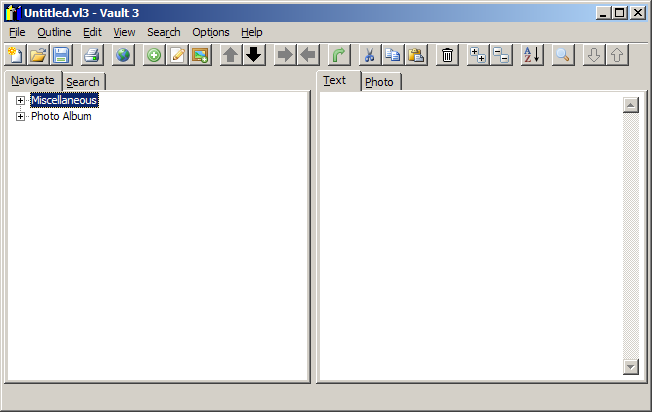 Untitled.vl3 - Vault 3
File Outline Edit View Search Options Help
A Z
Navigate Search Text Photo
Miscellaneous
Photo Album